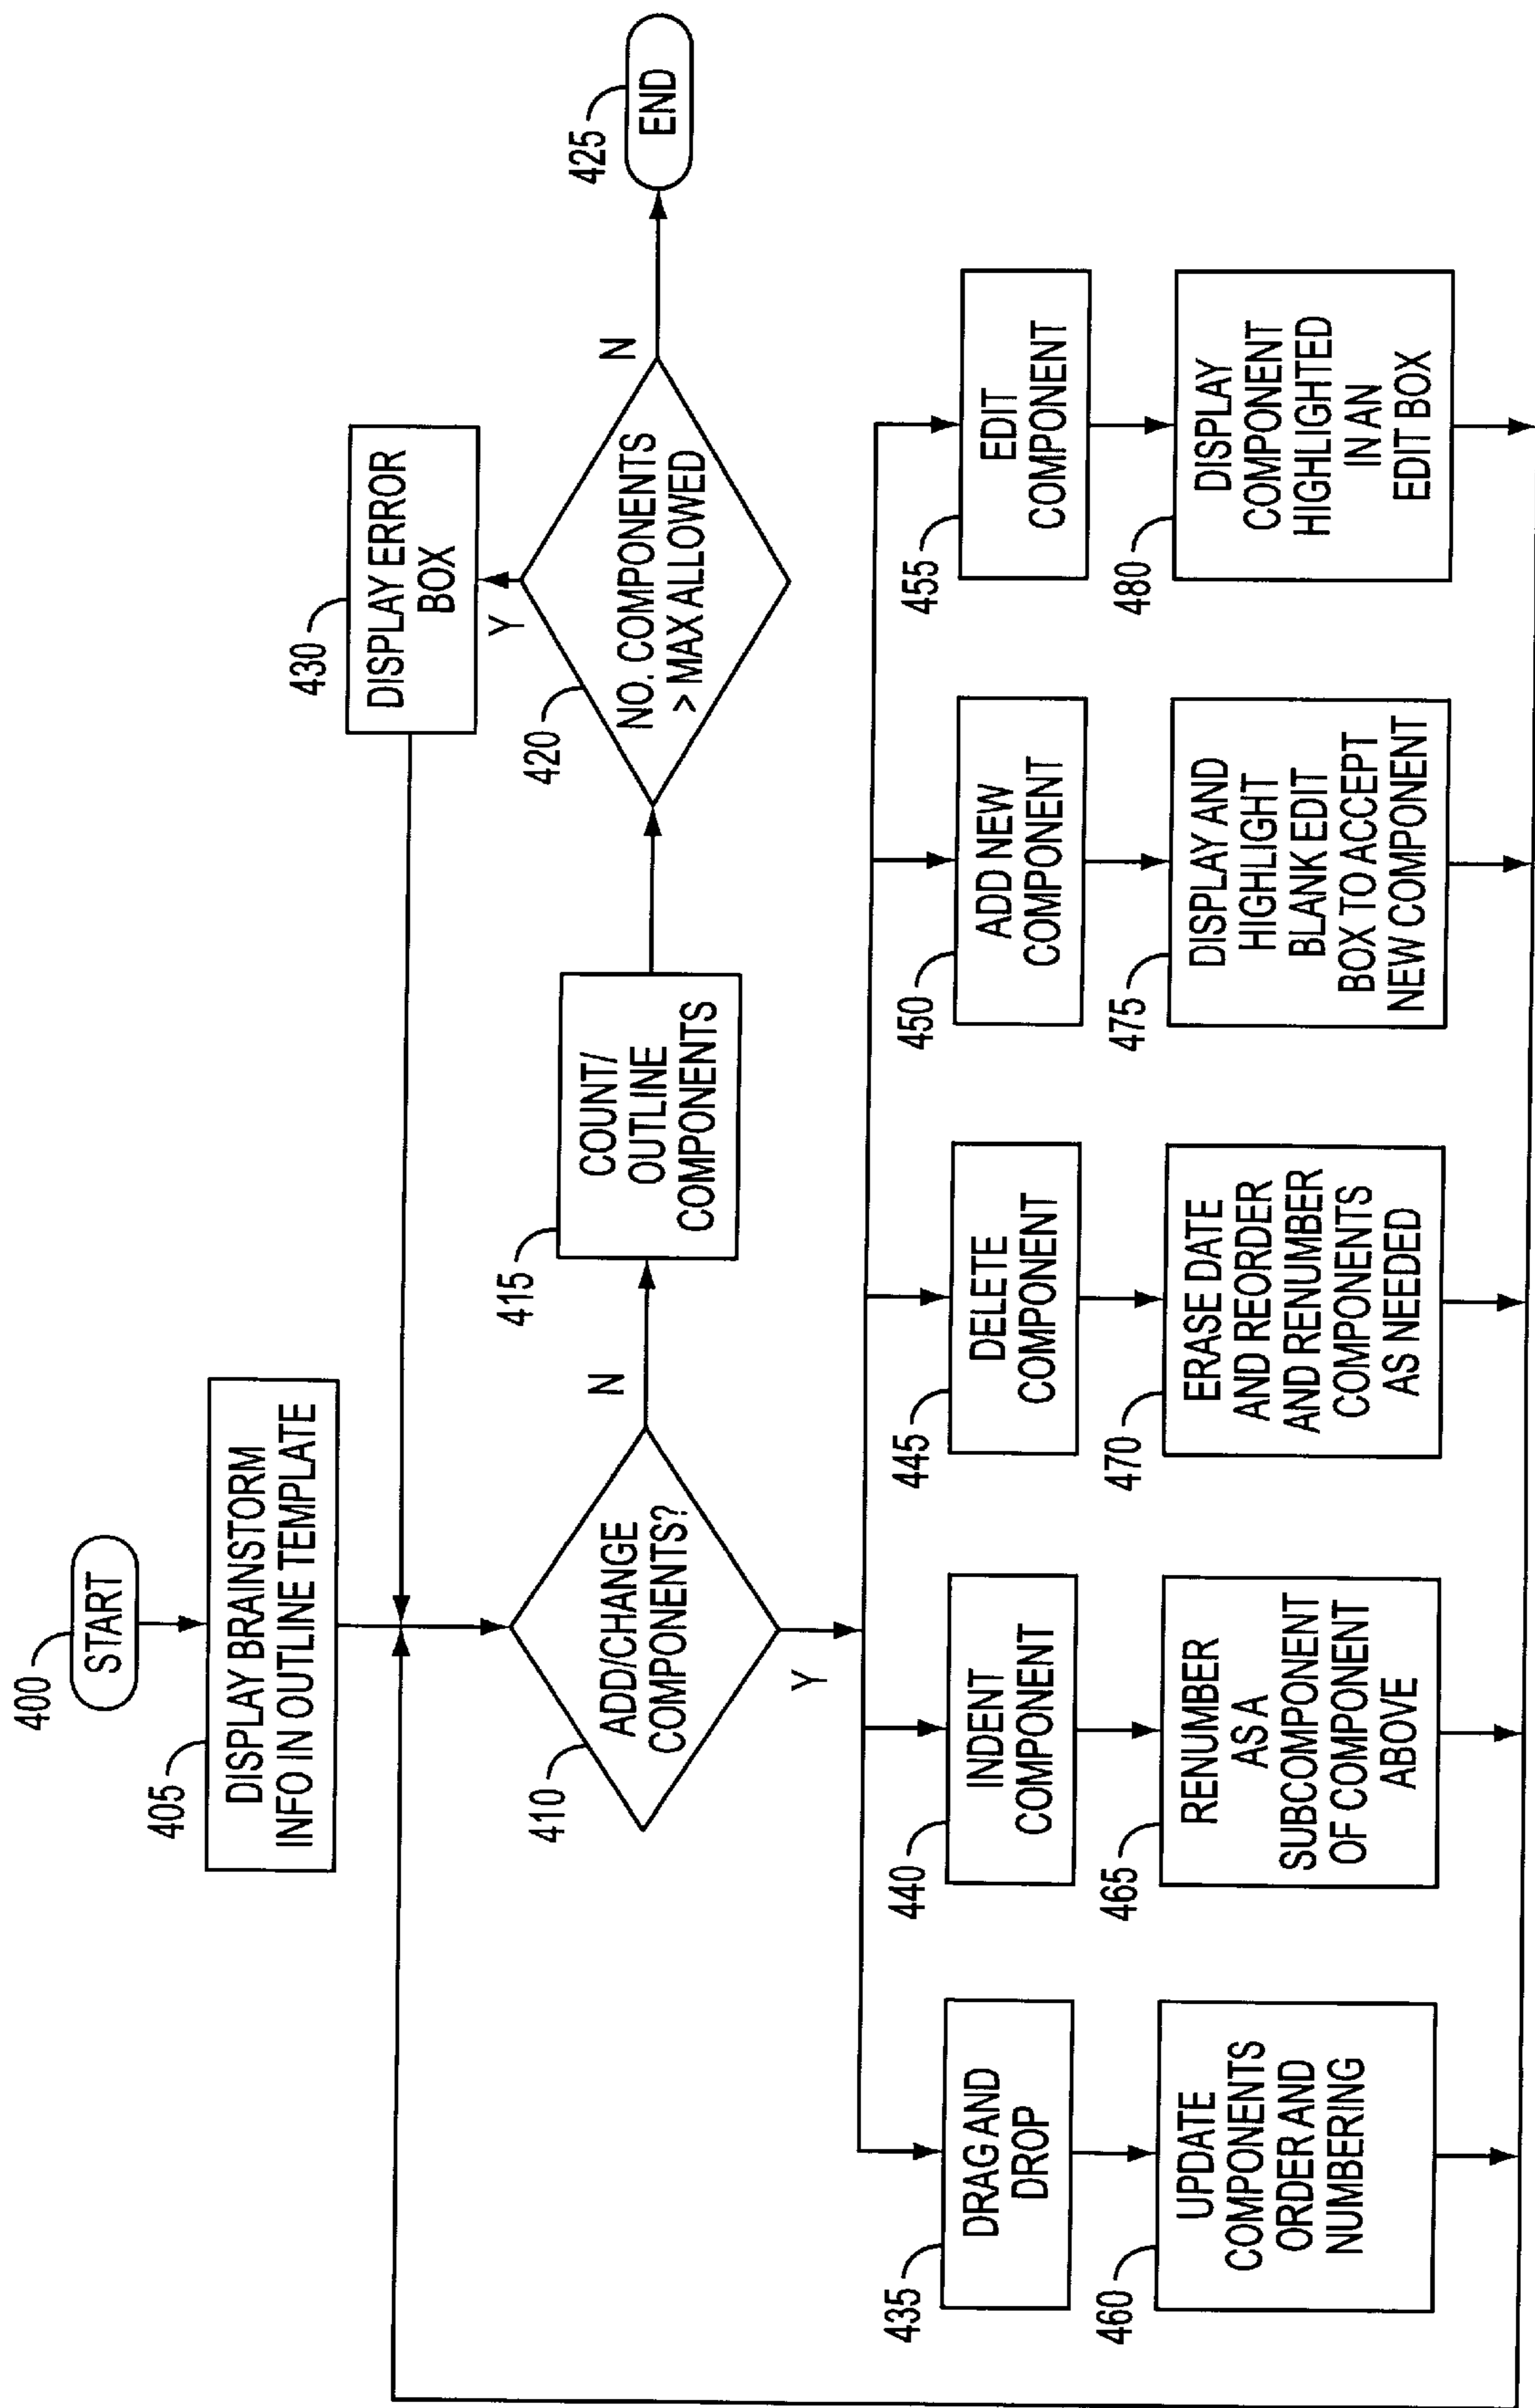 400
START
405
DISPLAY BRAINSTORM
INFO IN OUTLINE TEMPLATE
410
ADD/CHANGE
COMPONENTS?
N
Y
415
COUNT/
OUTLINE
COMPONENTS
420
NO. COMPONENTS
> MAX ALLOWED
Y
N
430
DISPLAY ERROR
BOX
425
END
435
DRAG AND
DROP
440
INDENT
COMPONENT
445
DELETE
COMPONENT
450
ADD NEW
COMPONENT
455
EDIT
COMPONENT
460
UPDATE
COMPONENTS
ORDER AND
NUMBERING
465
RENUMBER
AS A
SUBCOMPONENT
OF COMPONENT
ABOVE
470
ERASE DATE
AND REORDER
AND RENUMBER
COMPONENTS
AS NEEDED
475
DISPLAY AND
HIGHLIGHT
BLANK EDIT
BOX TO ACCEPT
NEW COMPONENT
480
DISPLAY
COMPONENT
HIGHLIGHTED
IN AN
EDIT BOX